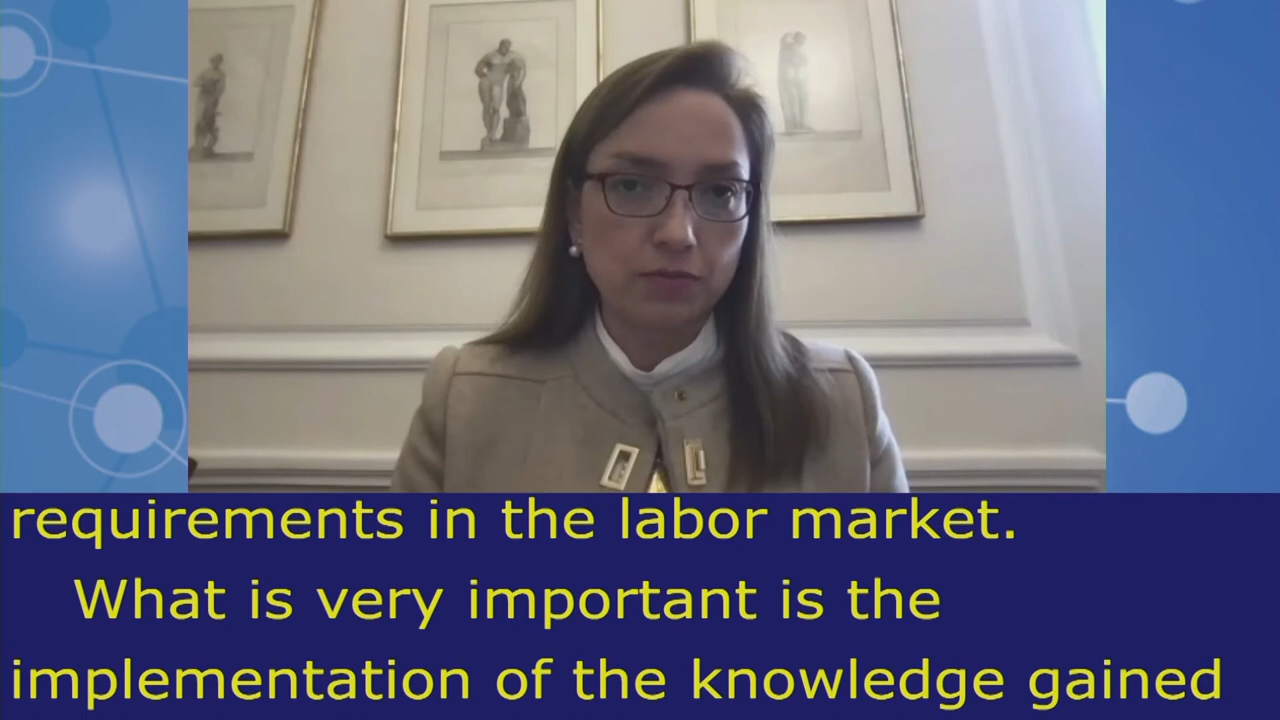 requirements in the labor market.
What is very important is the
implementation of the knowledge gained